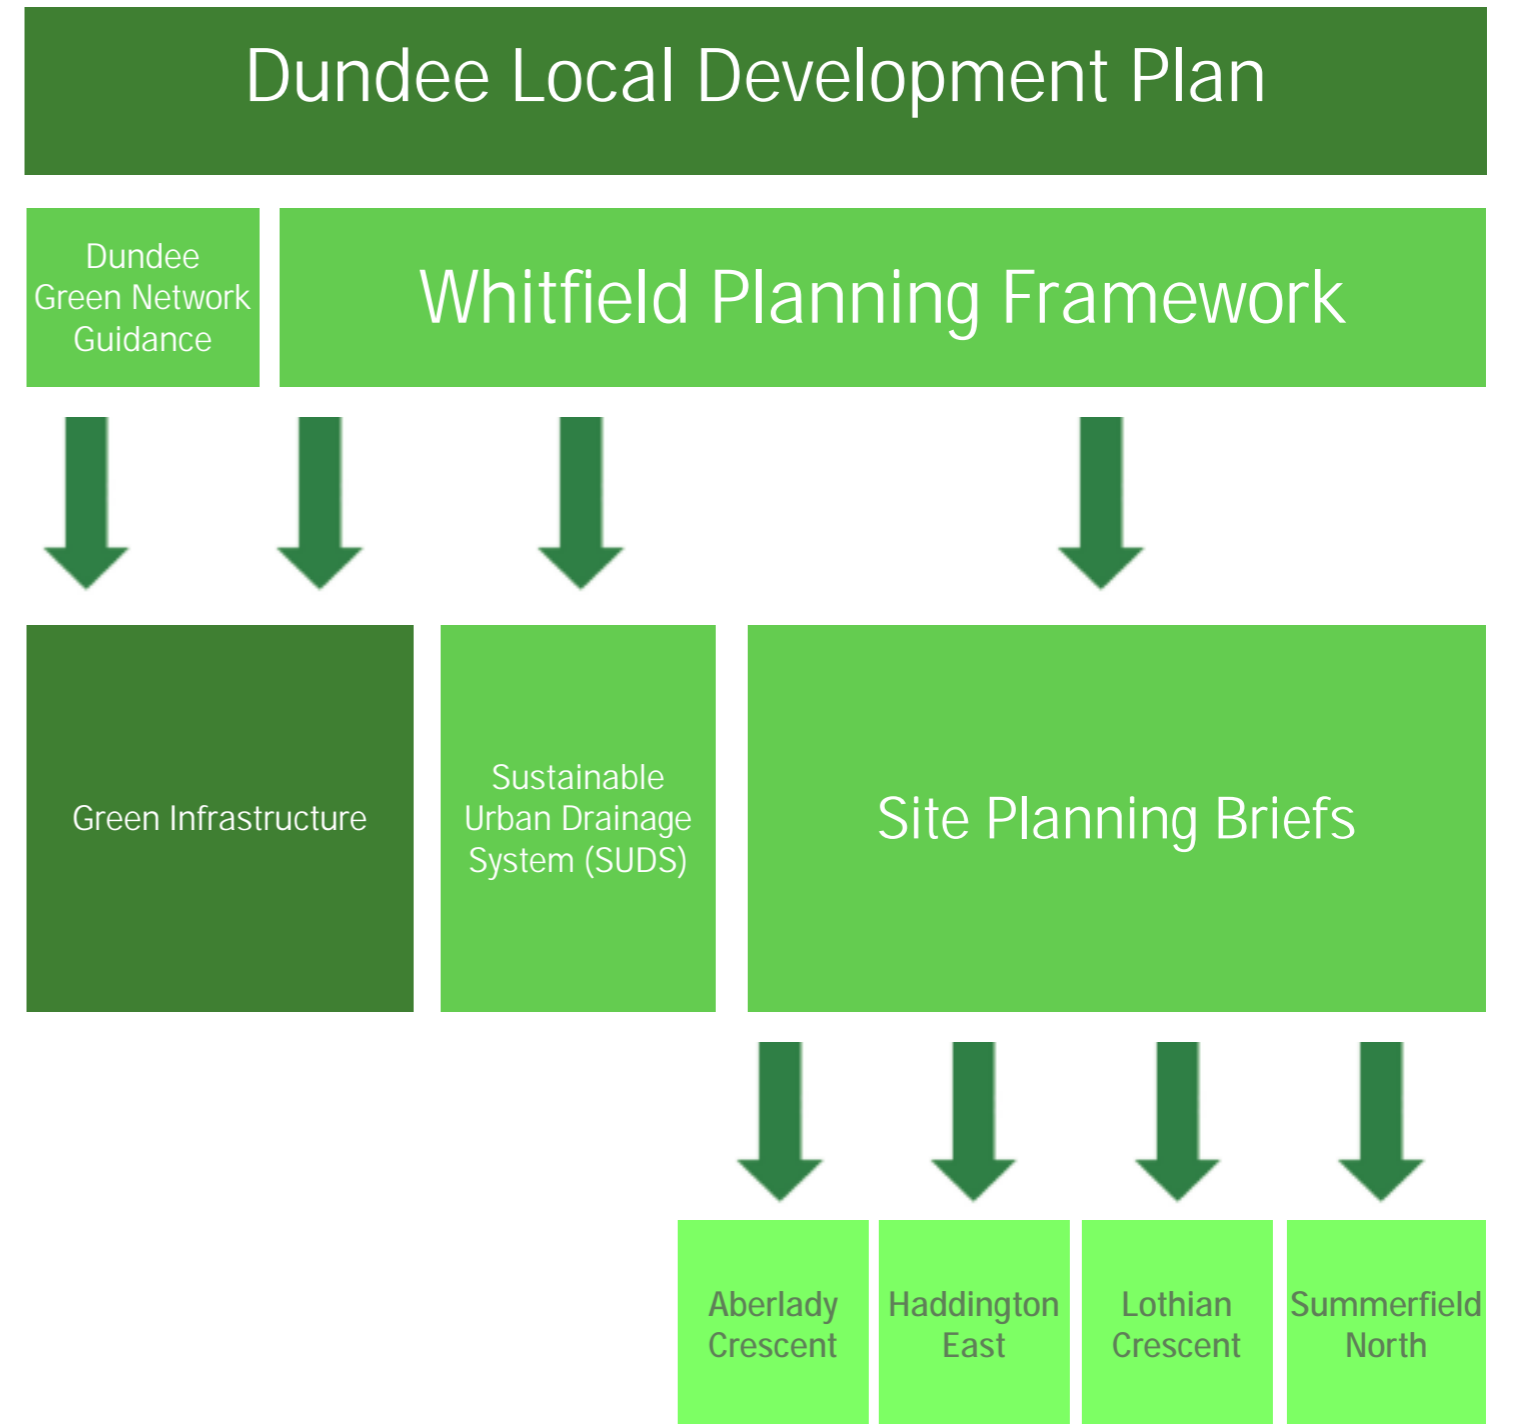 Dundee Local Development Plan
Dundee
Green Network
Guidance
Whitfield Planning Framework
Green Infrastructure
Sustainable
Urban Drainage
System (SUDS)
Site Planning Briefs
Aberlady
Crescent
Haddington
East
Lothian
Crescent
Summerfield
North